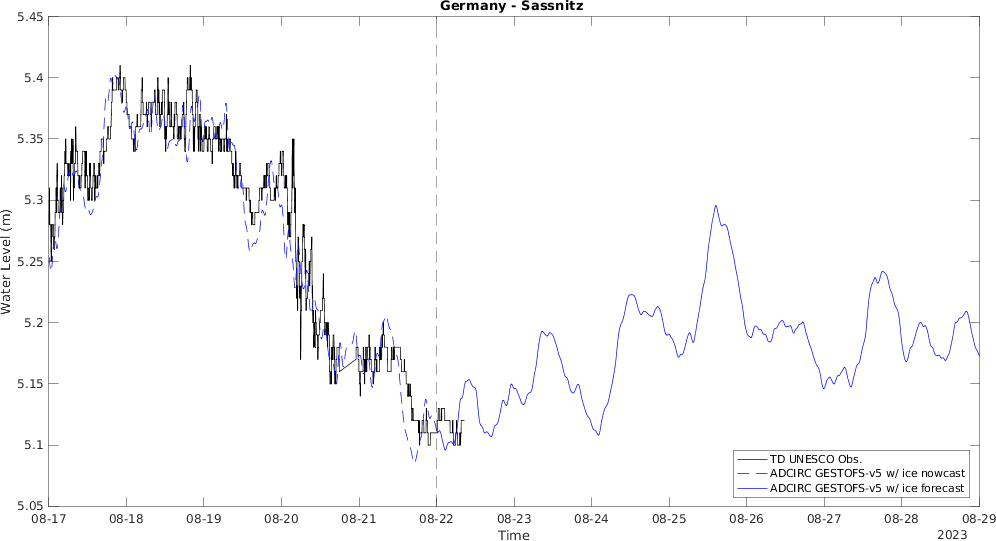 Germany - Sassnitz
5.45
5.4
5.35
5.3
5.25
5.2
5.15
5.1
5.05
Water Level (m)
TD UNESCO Obs.
ADCIRC GESTOFS-v5 w/ ice nowcast
ADCIRC GESTOFS-v5 w/ ice forecast
08-17 08-18 08-19 08-20 08-21 08-22 08-23 08-24 08-25 08-26 08-27 08-28 08-29
Time
2023